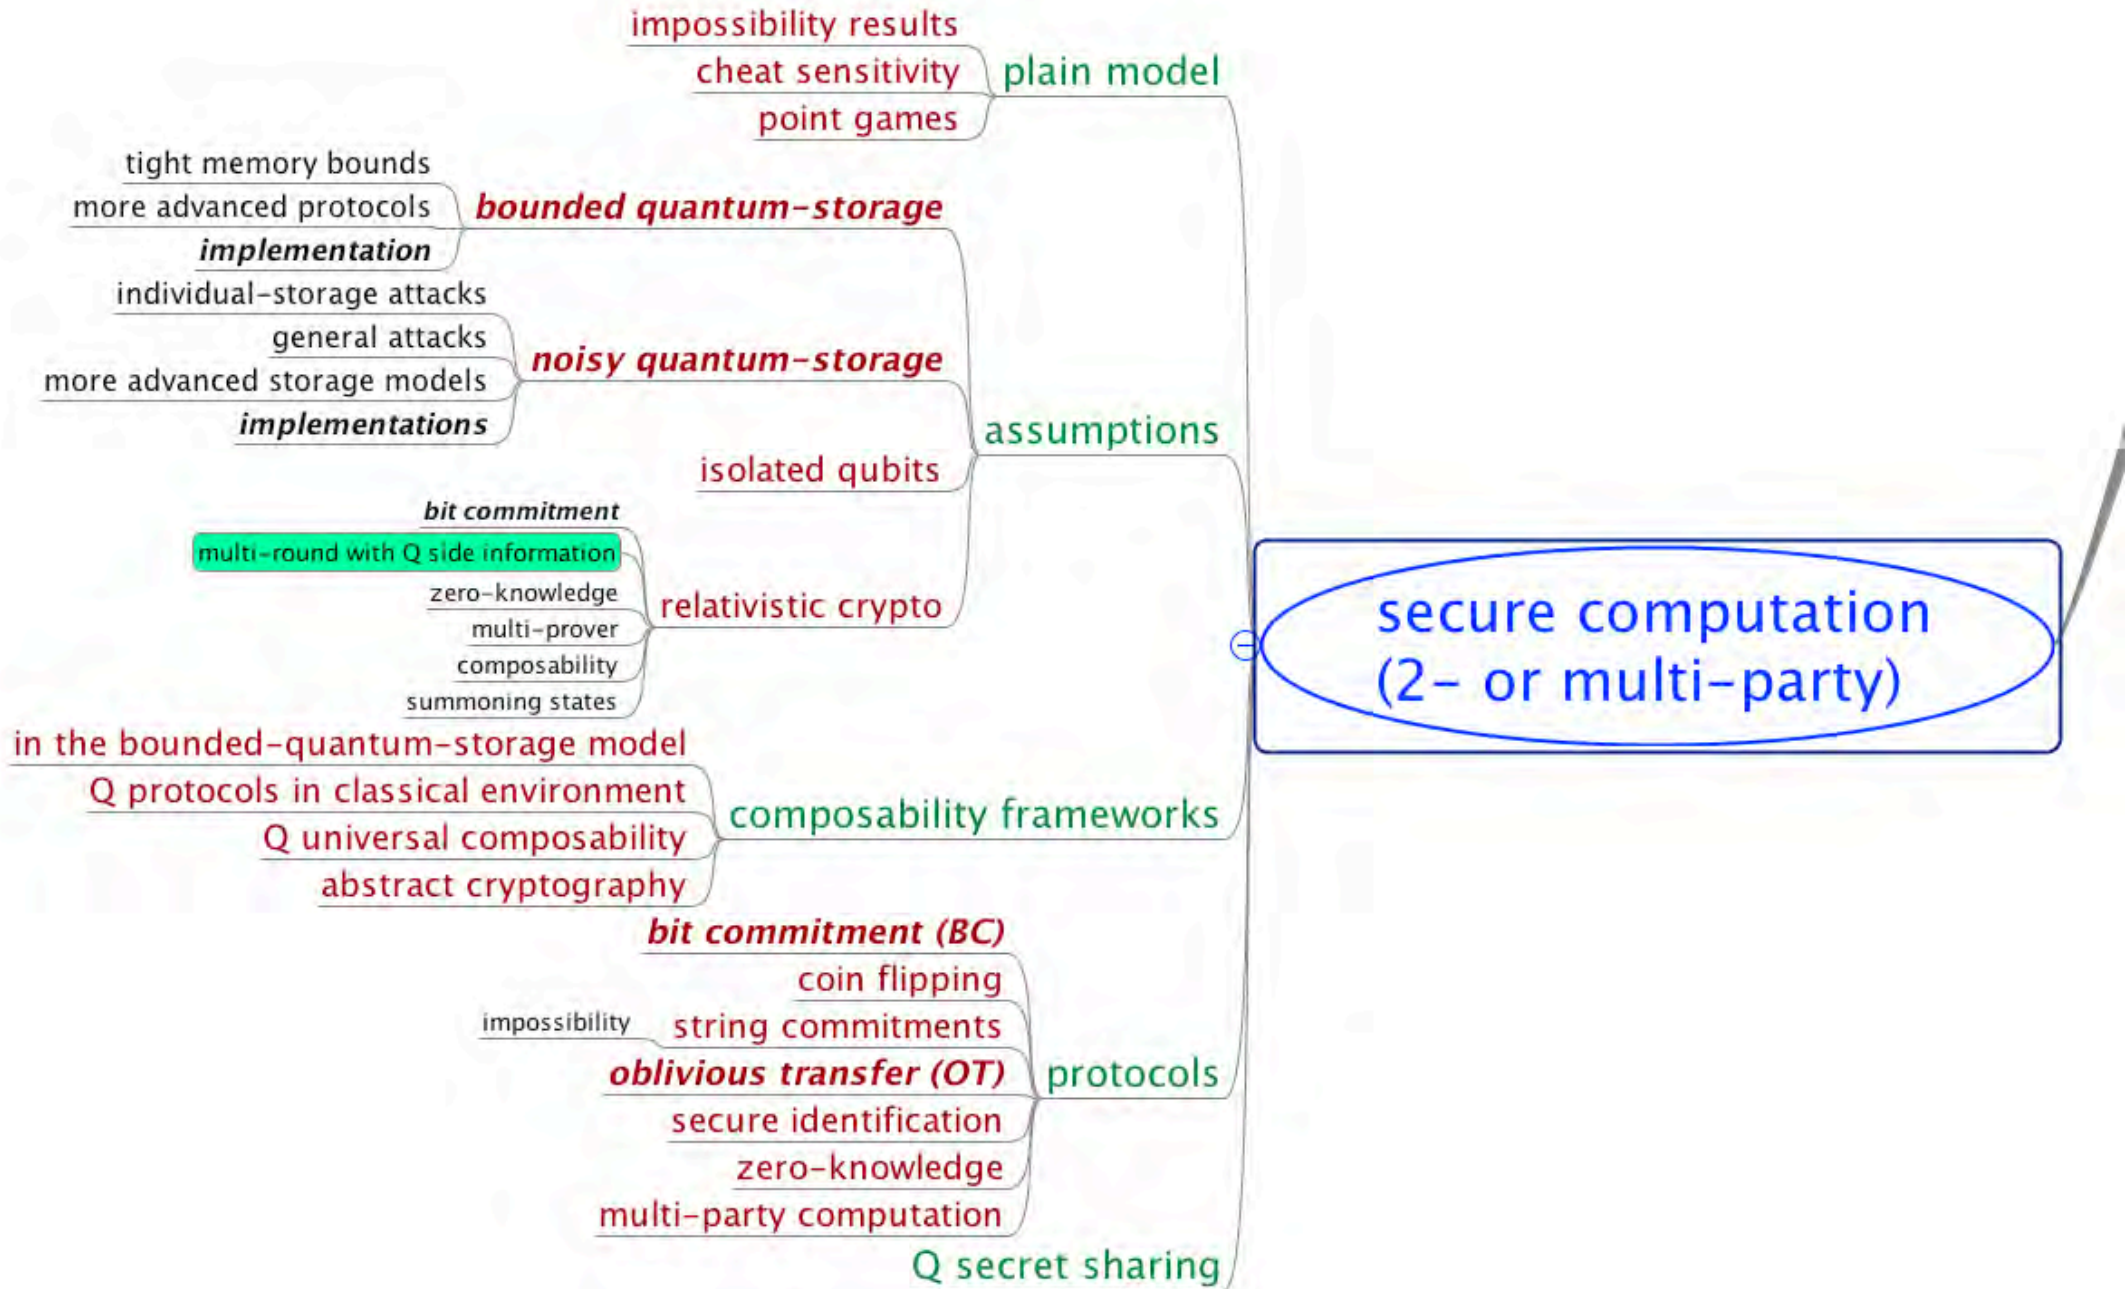 impossibility results
cheat sensitivity
point games
plain model
tight memory bounds
more advanced protocols
implementation
bounded quantum-storage
individual-storage attacks
general attacks
more advanced storage models
implementations
noisy quantum-storage
isolated qubits
assumptions
bit commitment
multi-round with Q side information
zero-knowledge
multi-prover
composability
summoning states
relativistic crypto
secure computation
(2- or multi-party)
in the bounded-quantum-storage model
Q protocols in classical environment
Q universal composability
abstract cryptography
composability frameworks
bit commitment (BC)
coin flipping
impossibility
string commitments
oblivious transfer (OT)
secure identification
zero-knowledge
multi-party computation
protocols
Q secret sharing